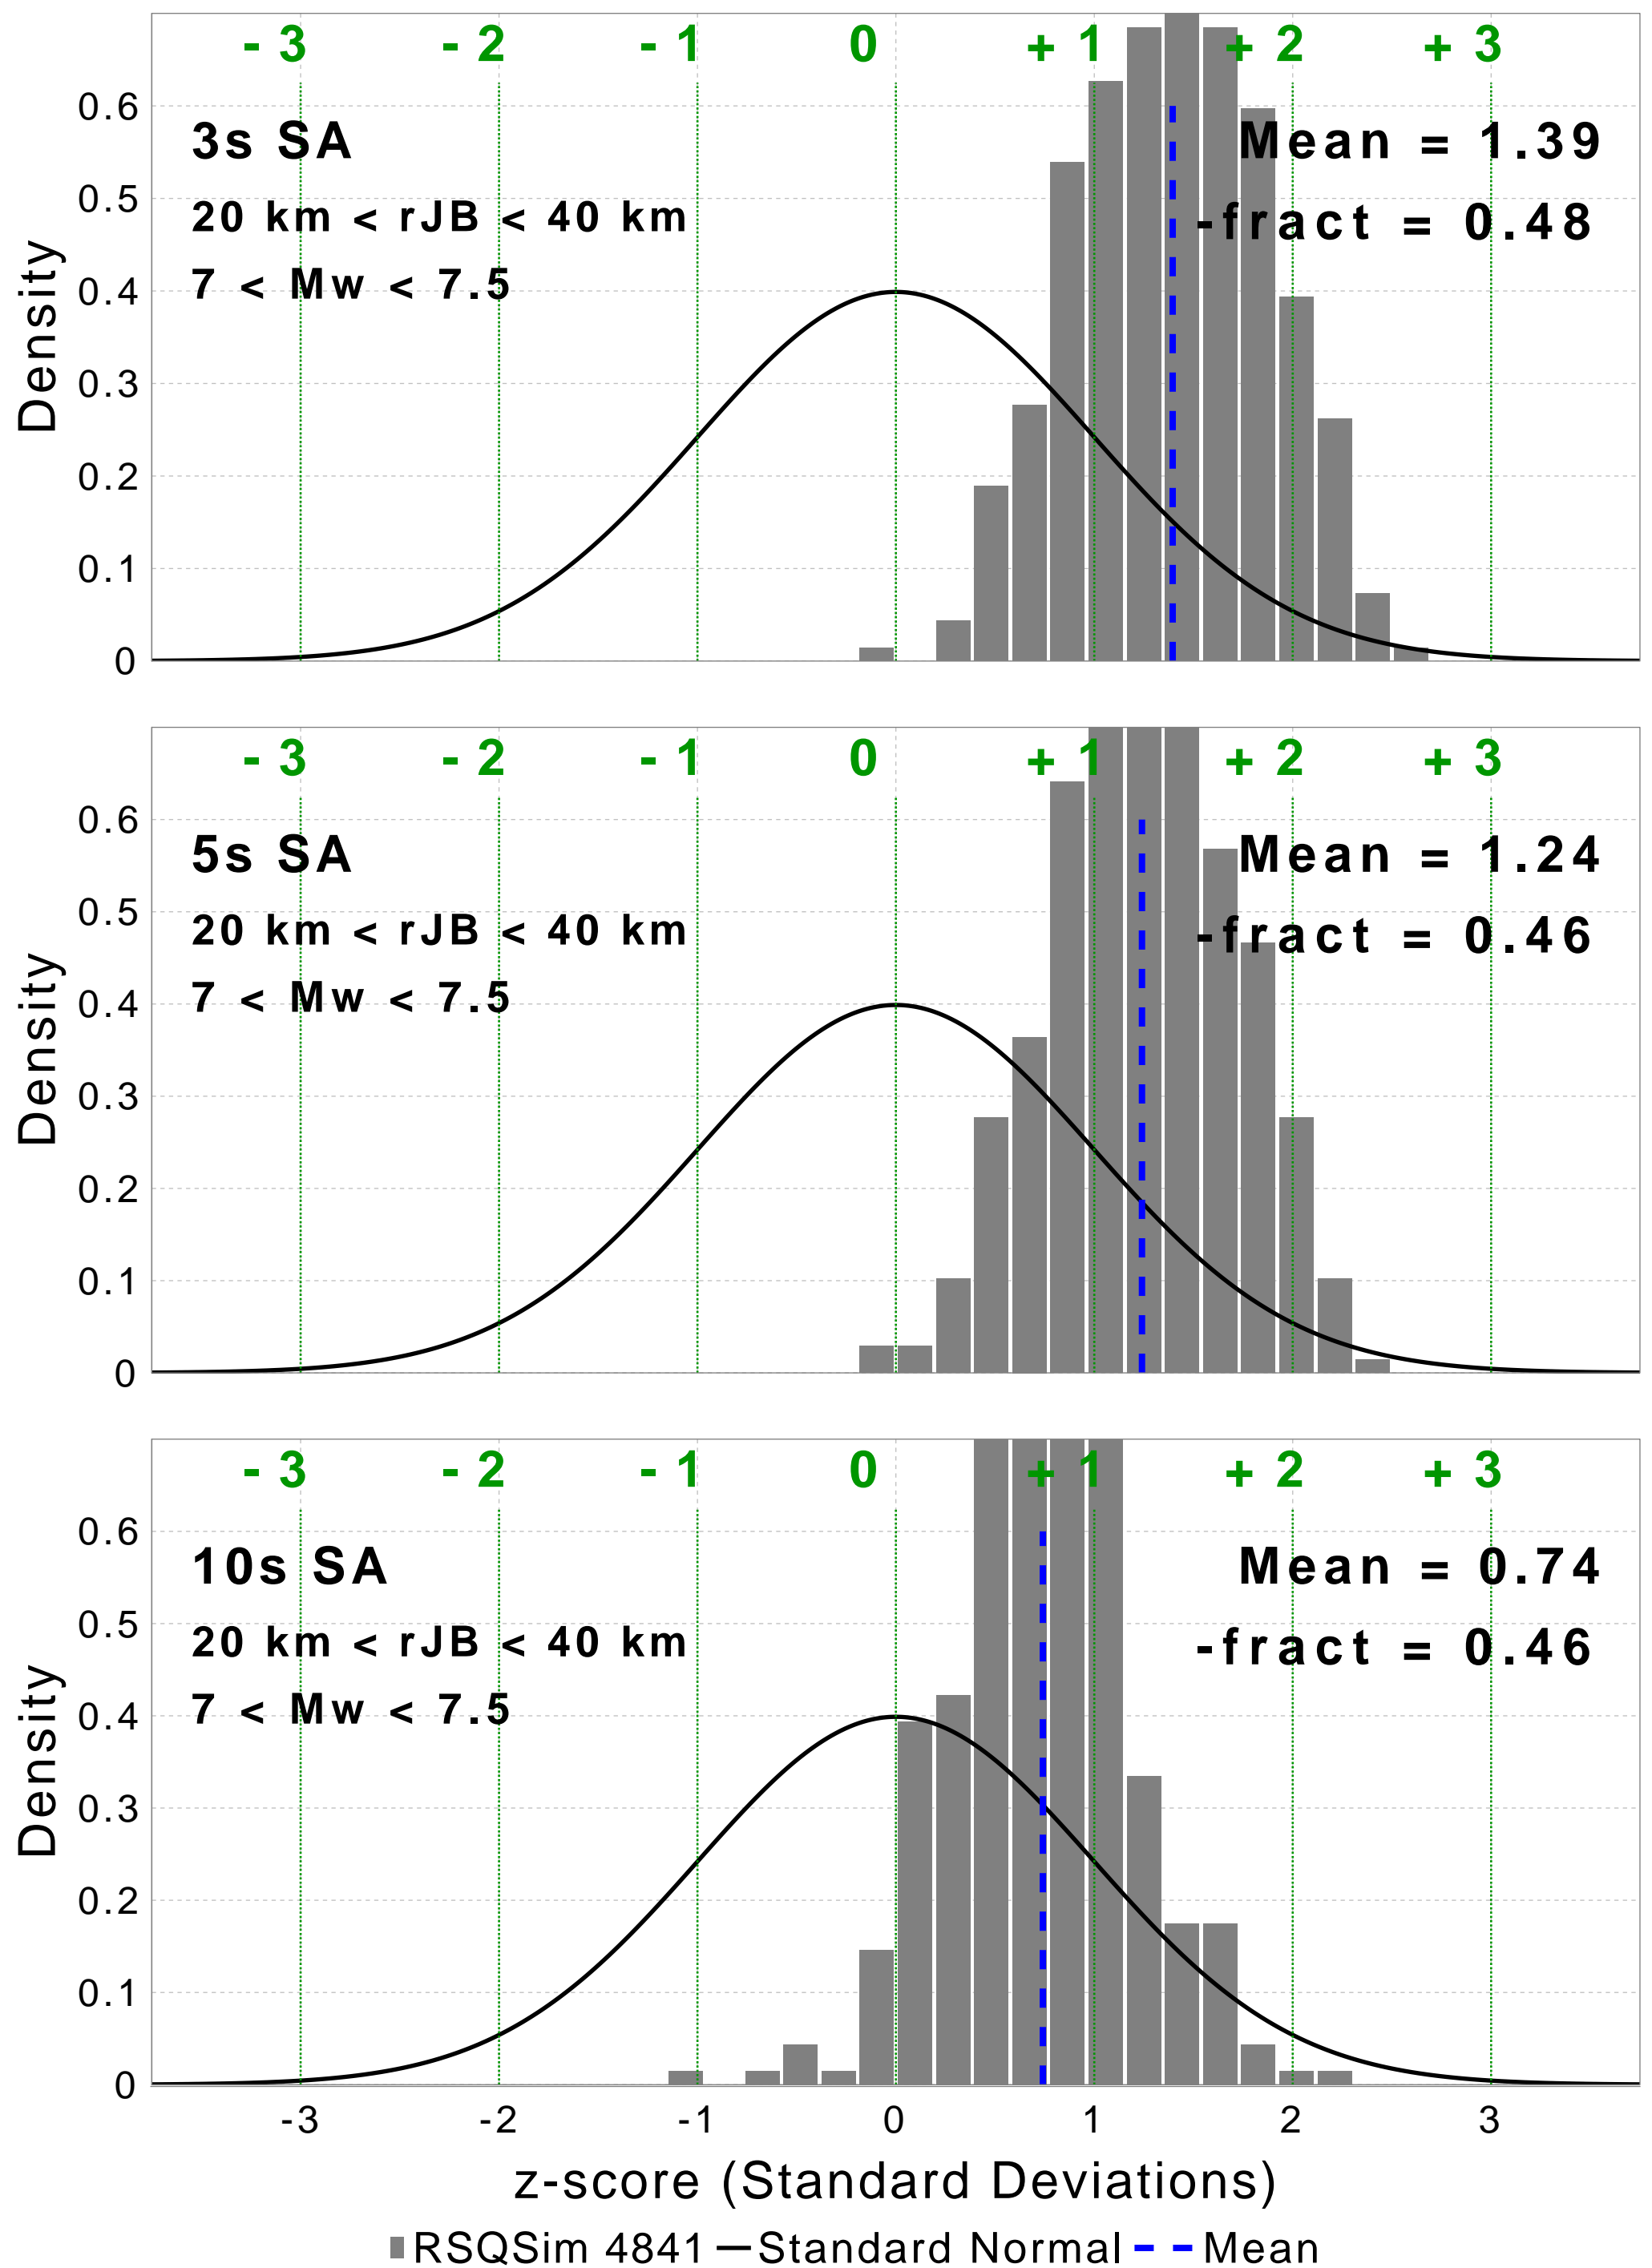 - 3 - 2 - 1 0 + 1 + 2 + 3
0.6
3s SA
Mean = 1.39
0.5
20 km < rJB < 40 km
-fract = 0.48
7 < Mw < 7.5
0.4
Density
0.3
0.2
0.1
0
- 3 - 2 - 1 0 + 1 + 2 + 3
0.6
5s SA
Mean = 1.24
0.5
20 km < rJB < 40 km
-fract = 0.46
7 < Mw < 7.5
0.4
Density
0.3
0.2
0.1
0
- 3 - 2 - 1 0 + 1 + 2 + 3
0.6
10s SA
Mean = 0.74
0.5
20 km < rJB < 40 km
-fract = 0.46
7 < Mw < 7.5
0.4
Density
0.3
0.2
0.1
0
-3 -2 -1 0 1 2 3
z-score (Standard Deviations)
RSQSim 4841 Standard Normal Mean